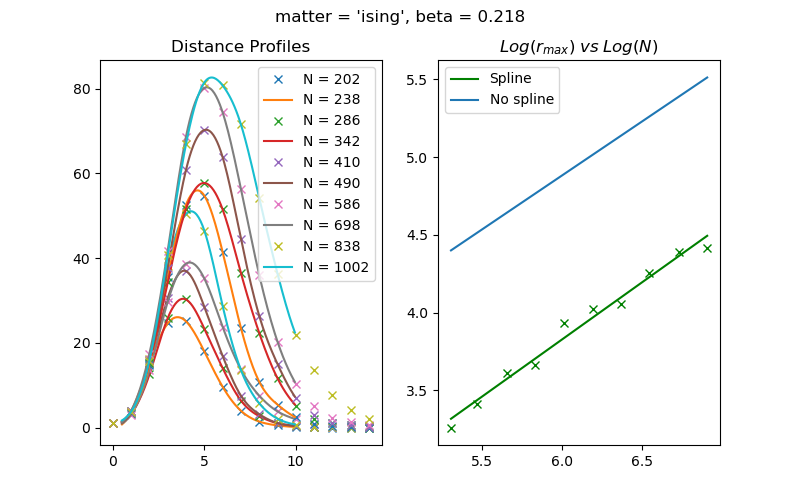 matter = 'ising', beta = 0.218
Distance Profiles
80
60
40
20
0
0
5
10
N = 202
N = 238
N = 286
N = 342
N = 410
N = 490
N = 586
N = 698
N = 838
N = 1002
Log(r_max) vs Log(N)
5.5
5.0
4.5
4.0
3.5
5.5
6.0
6.5
Spline
No spline